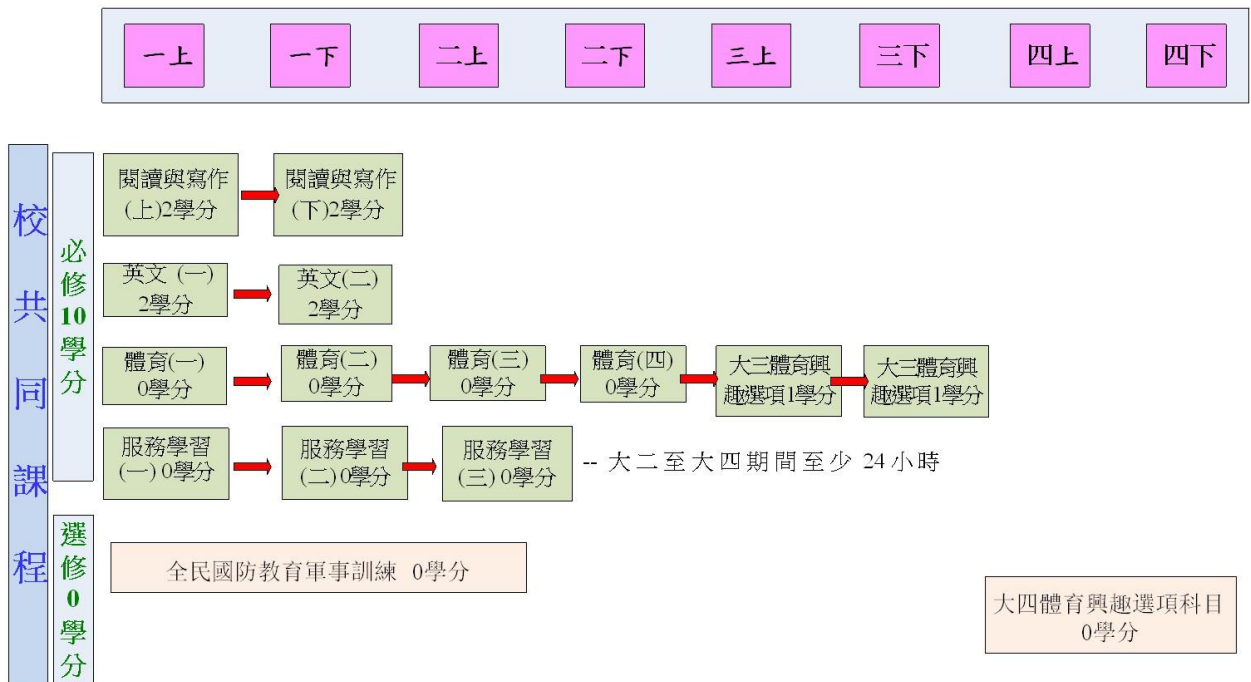 一上
一下
二上
二下
三上
三下
四上
四下
校共同課程
必修10學分
閱讀與寫作
(上)2學分
閱讀與寫作
(下)2學分
英文 (一)
2學分
英文(二)
2學分
體育(一)
0學分
體育(二)
0學分
體育(三)
0學分
體育(四)
0學分
大三體育興
趣選項1學分
大三體育興
趣選項1學分
服務學習
(一) 0學分
服務學習
(二) 0學分
服務學習
(三) 0學分
-- 大二至大四期間至少 24小時
選修0學分
全民國防教育軍事訓練 0學分
大四體育興趣選項科目
0學分